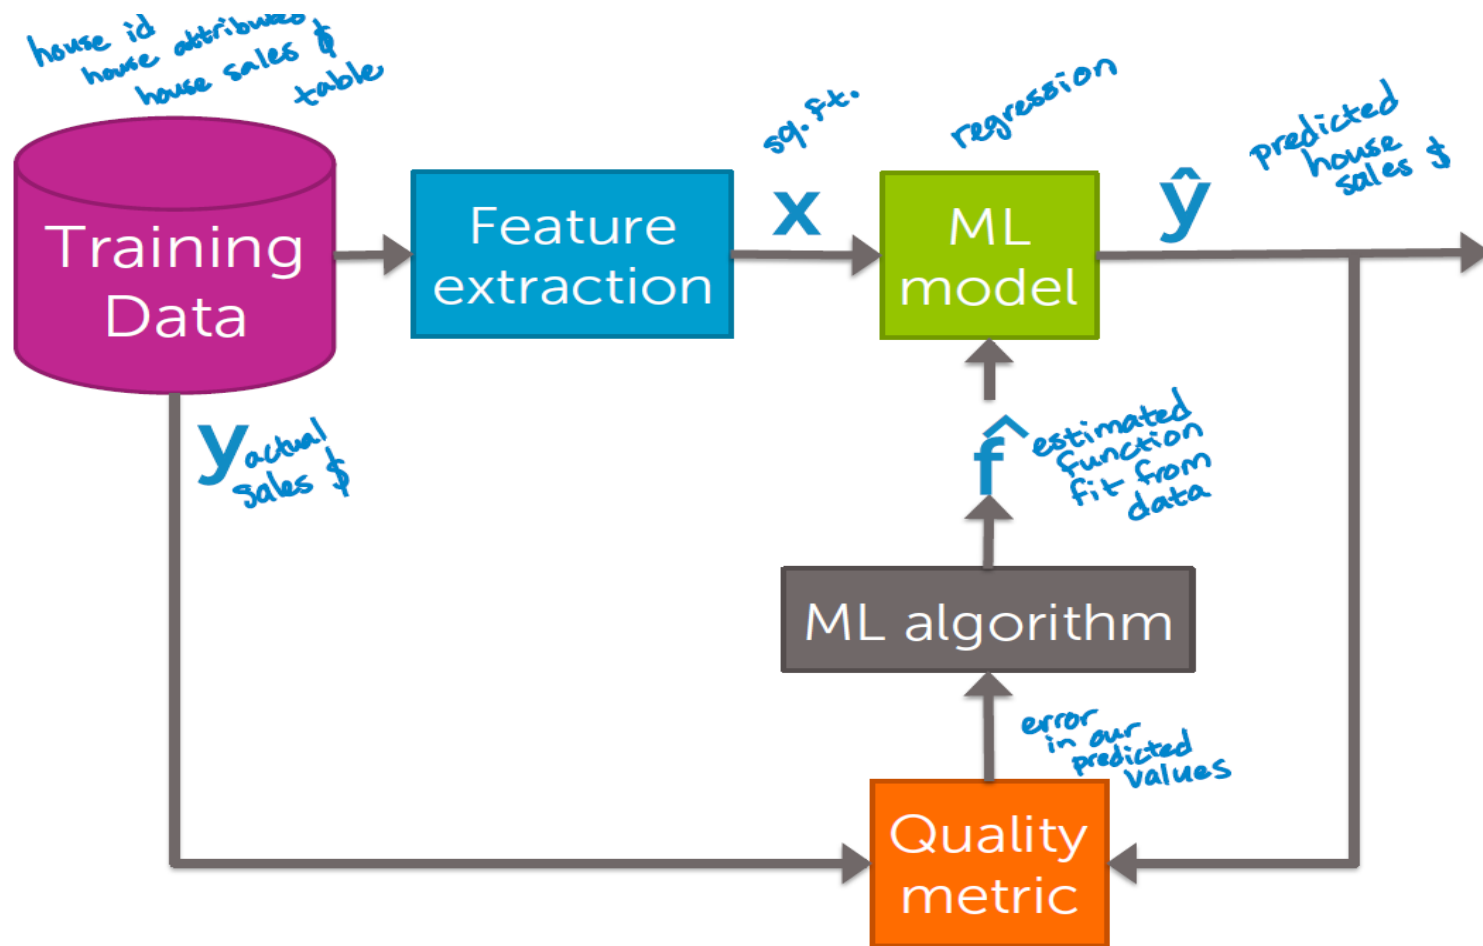 house id
house attributes
house sales $
table
Training
Data
Feature
extraction
sq.ft.
x
regression
ML
model
ŷ
predicted
house
sales $
y
actual
sales $
f̂
estimated
function
fit from
data
ML algorithm
error
in our
predicted
values
Quality
metric